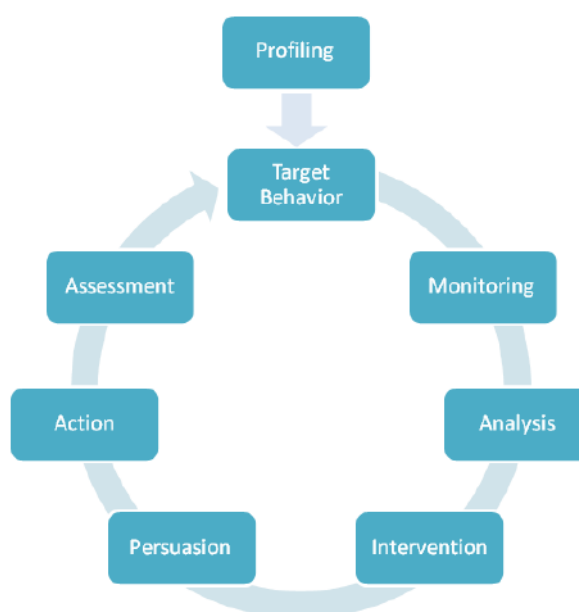 Profiling
Target
Behavior
Monitoring
Analysis
Intervention
Persuasion
Action
Assessment